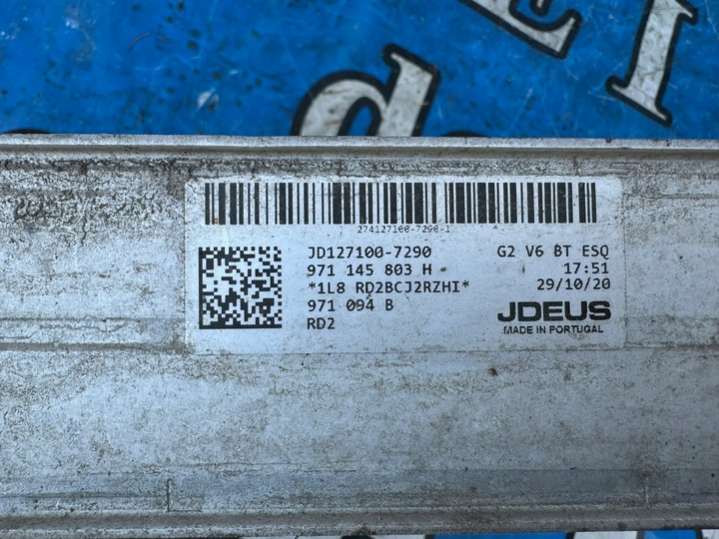 274127100-7290-1
JD127100-7290 G2 V6 BT ESQ
971 145 803 H 17:51
*1L8 RD2BCJ2RZHI* 29/10/20
971 094 B
RD2
JDEUS
MADE IN PORTUGAL